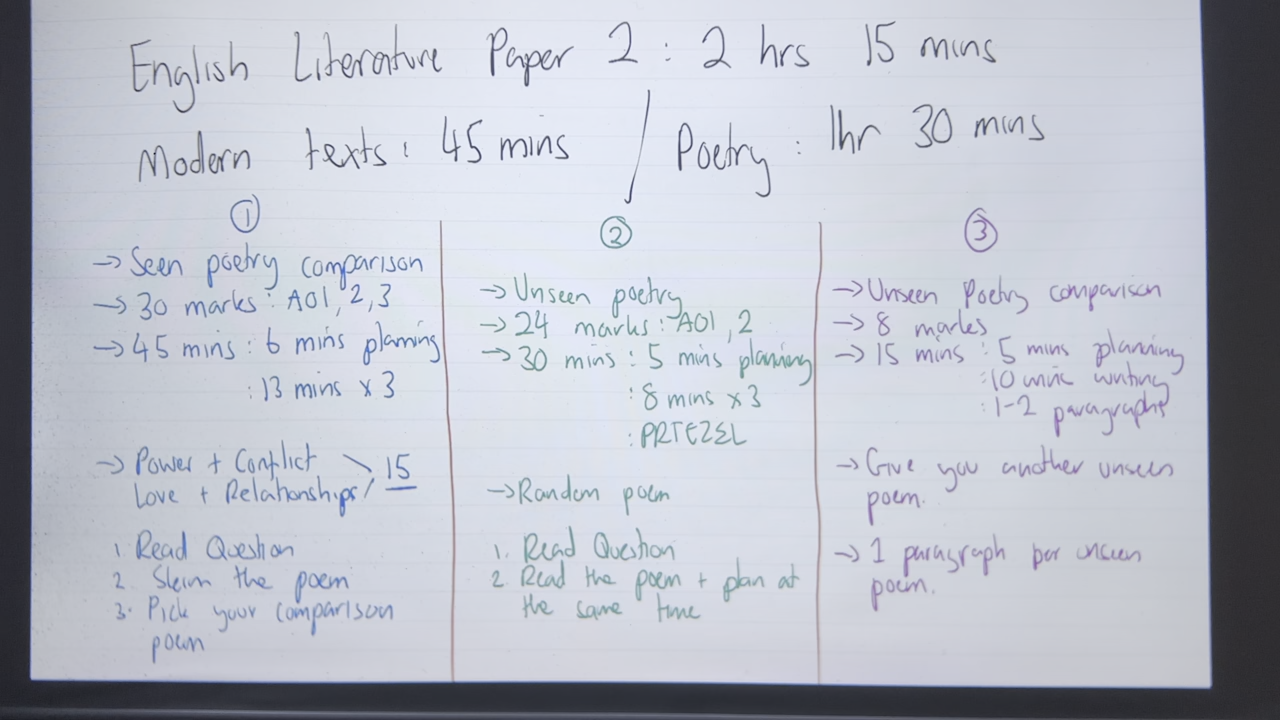 English Literature Paper 2 : 2 hrs 15 mins
Modern texts : 45 mins / Poetry : 1hr 30 mins
①
→ Seen poetry comparison
→ 30 marks : AO1, 2, 3
→ 45 mins : 6 mins planning
: 13 mins x 3
→ Power + Conflict
Love + Relationships / 15
1. Read Question
2. Skim the poem
3. Pick your comparison
poem
②
→ Unseen poetry
→ 24 marks : AO1, 2
→ 30 mins : 5 mins planning
: 8 mins x 3
: PRTEZEL
→ Random poem
1. Read Question
2. Read the poem + plan at
the same time
③
→ Unseen Poetry comparison
→ 8 marks
→ 15 mins : 5 mins planning
: 10 mins writing
: 1-2 paragraphs
→ Give you another unseen
poem.
→ 1 paragraph per unseen
poem.